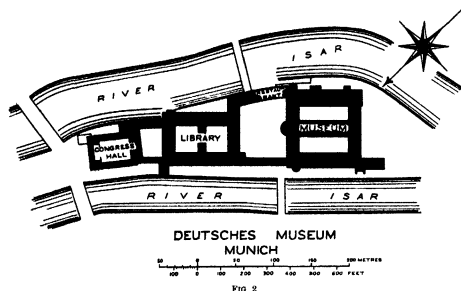 RIVER
ISAR
CONGRESS
HALL
LIBRARY
MUSEUM
RIVER
ISAR
DEUTSCHES MUSEUM
MUNICH
50 0 50 100 150 200 METRES
100 0 100 200 300 400 500 600 FEET
FIG 2